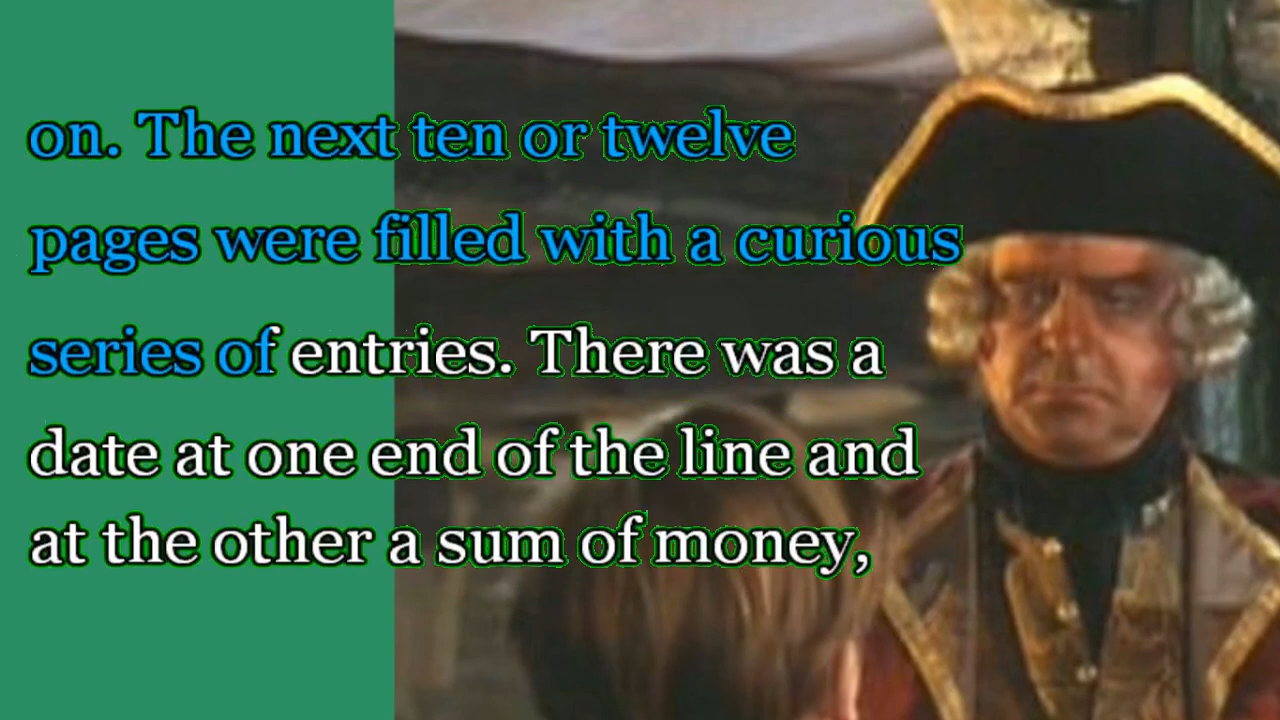 on. The next ten or twelve
pages were filled with a curious
series of entries. There was a
date at one end of the line and
at the other a sum of money,